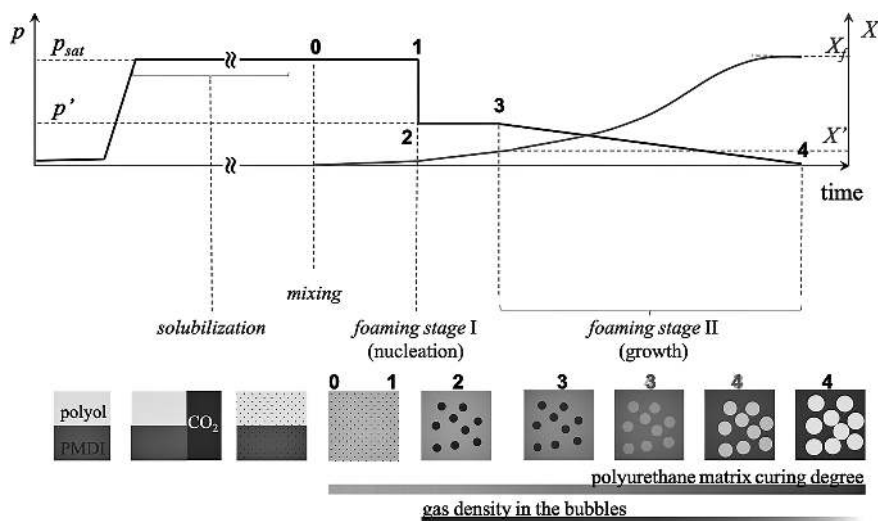 p
p_sat
0
1
X_f
X
p'
2
3
X'
4
time
mixing
solubilization
foaming stage I
(nucleation)
foaming stage II
(growth)
0 1 2 3 3 4 4
polyol
PMDI
CO₂
polyurethane matrix curing degree
gas density in the bubbles